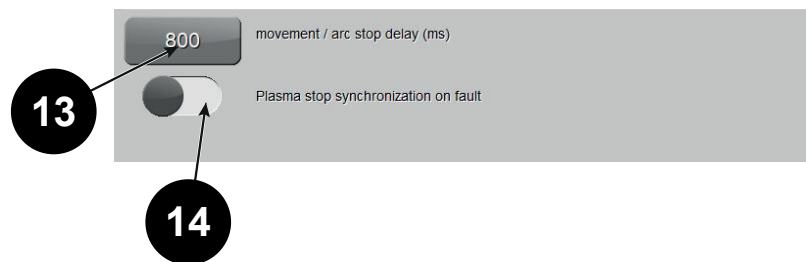 800
movement / arc stop delay (ms)
13
Plasma stop synchronization on fault
14